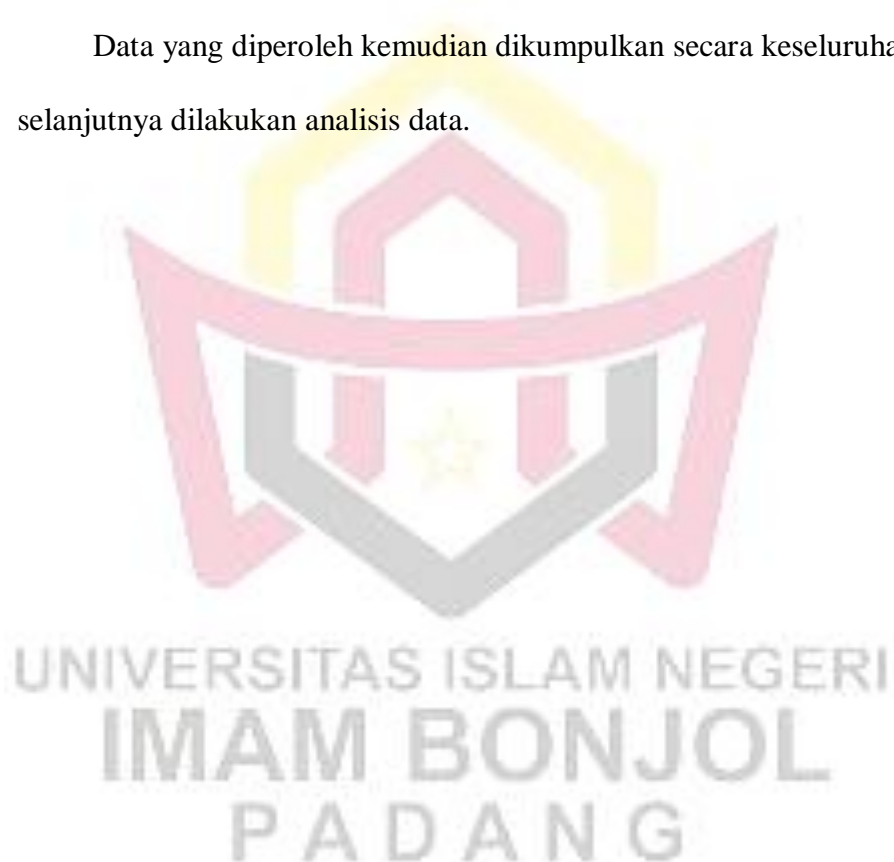 Data yang diperoleh kemudian dikumpulkan secara keseluruha
selanjutnya dilakukan analisis data.
UNIVERSITAS ISLAM NEGERI
IMAM BONJOL
PADANG